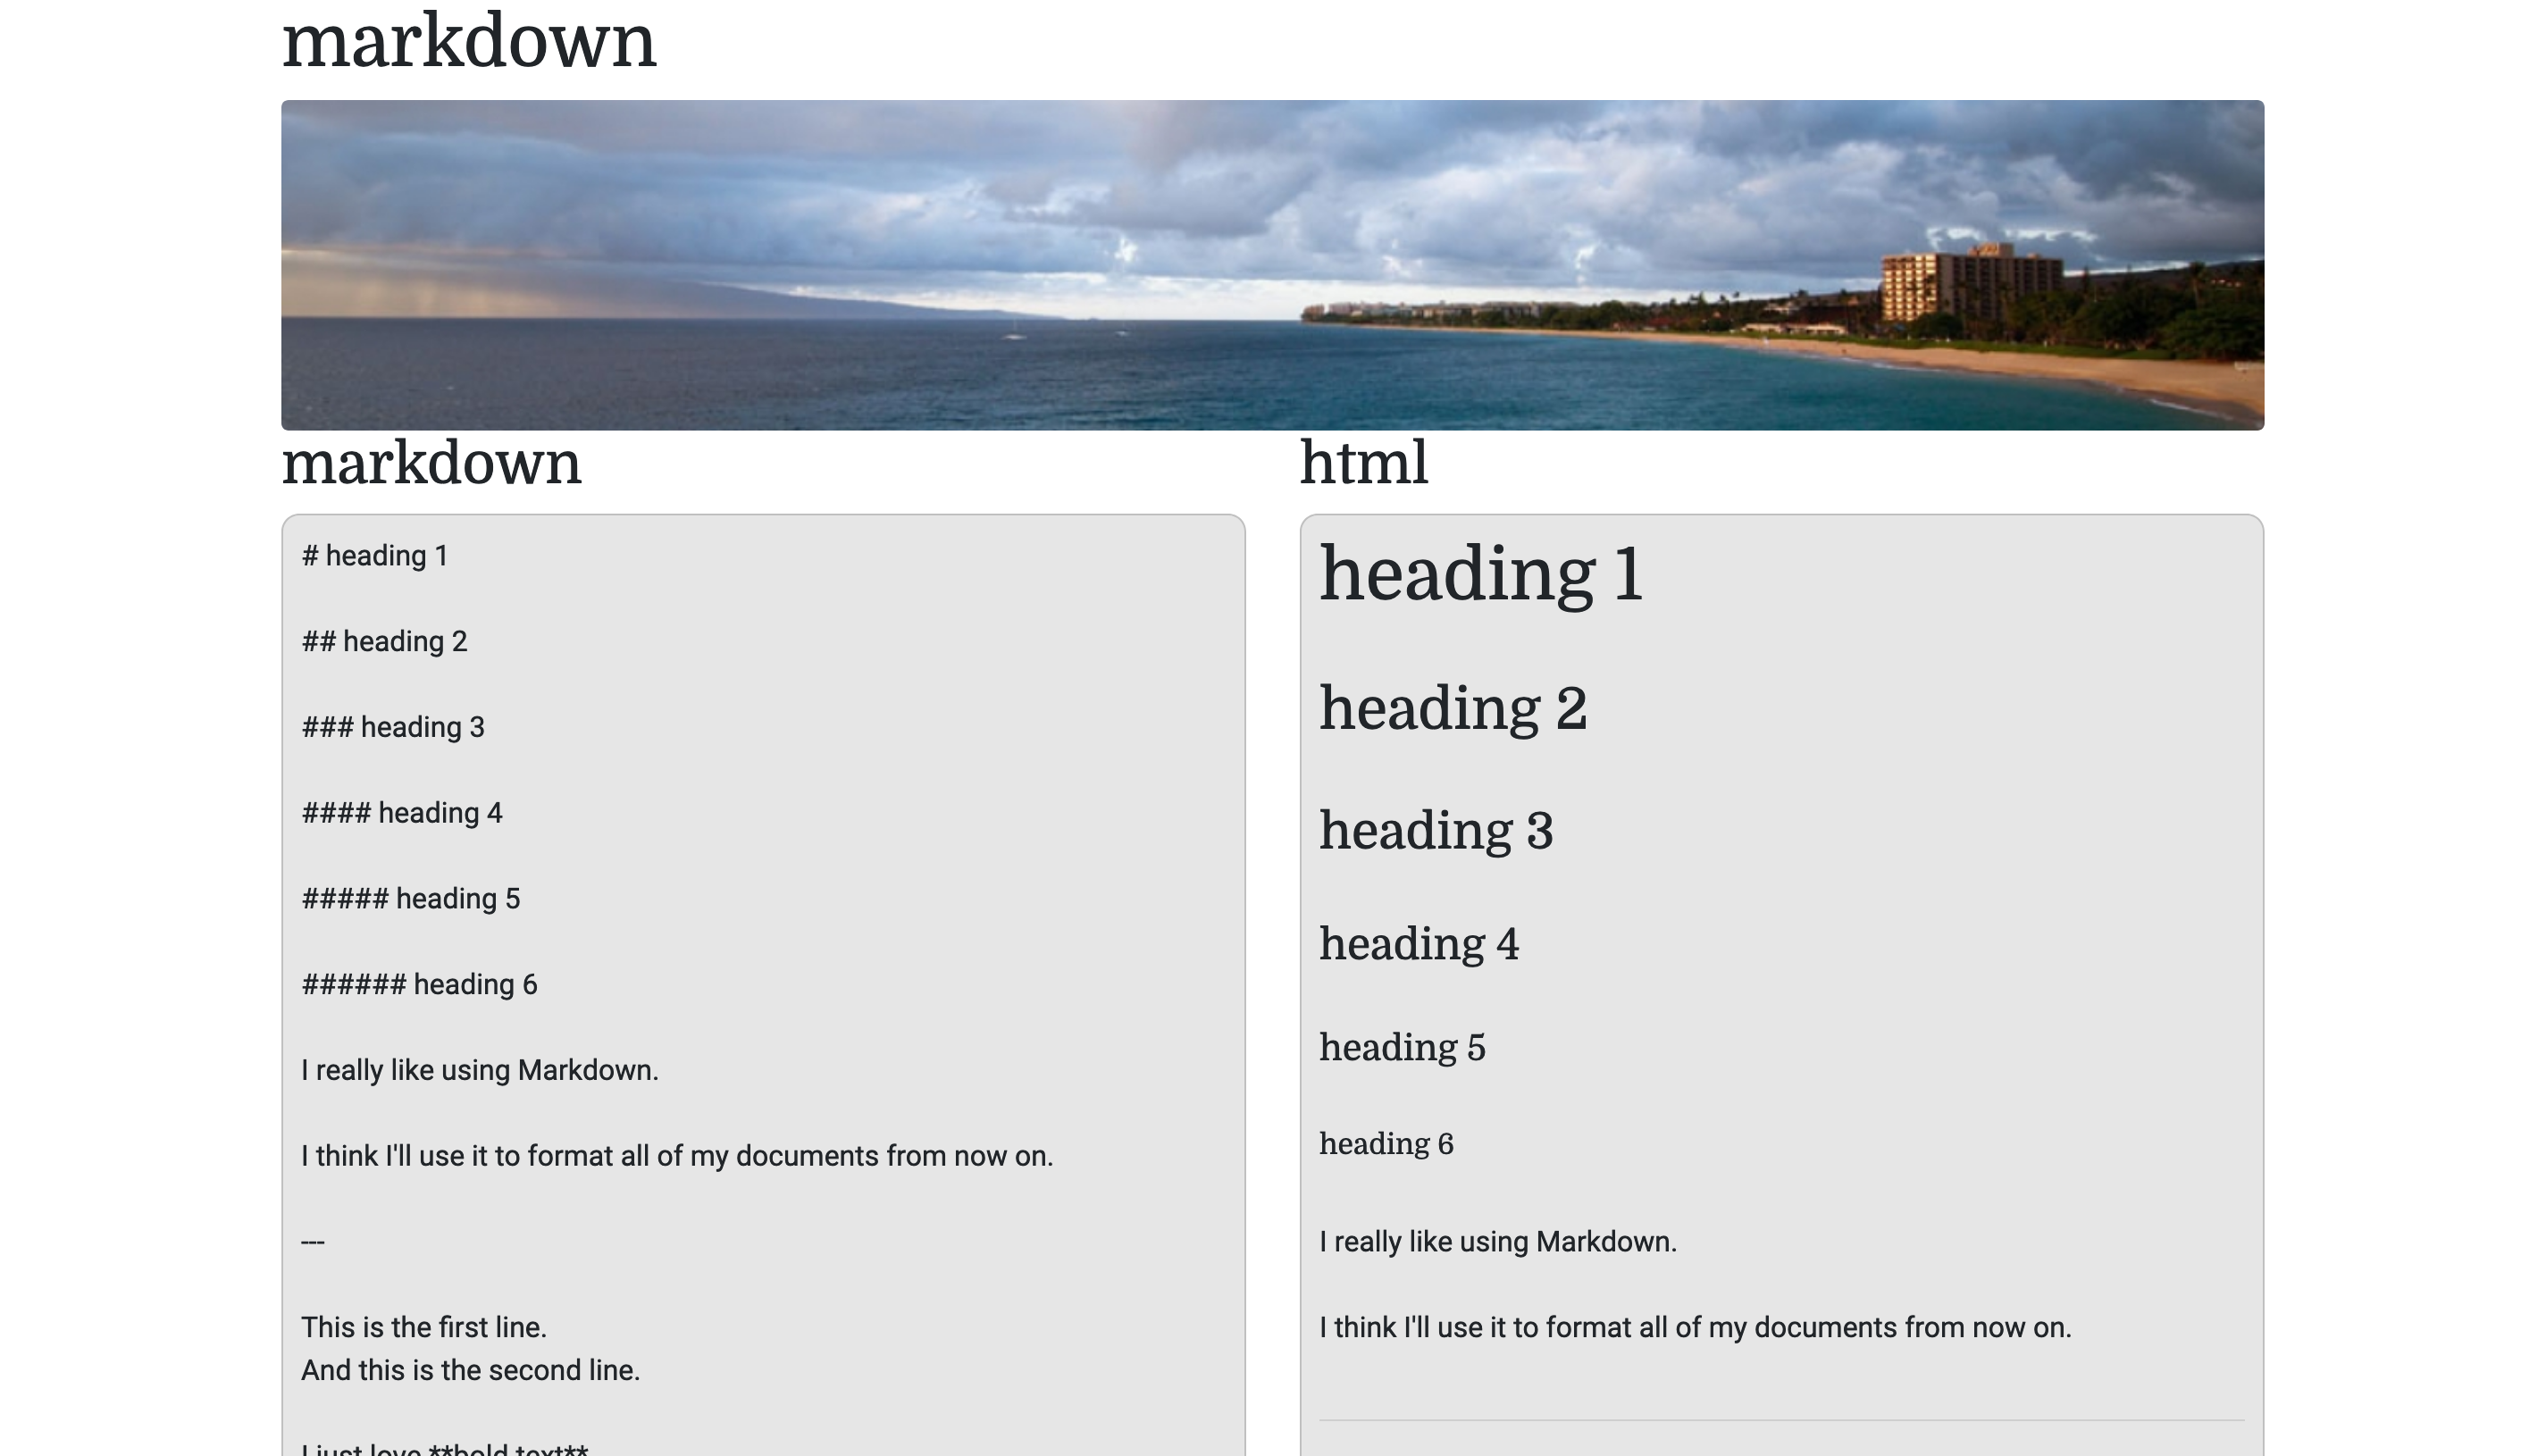 markdown
markdown
# heading 1
## heading 2
### heading 3
#### heading 4
##### heading 5
###### heading 6
I really like using Markdown.
I think I'll use it to format all of my documents from now on.
---
This is the first line.
And this is the second line.
I just love **bold text**
html
heading 1
heading 2
heading 3
heading 4
heading 5
heading 6
I really like using Markdown.
I think I'll use it to format all of my documents from now on.